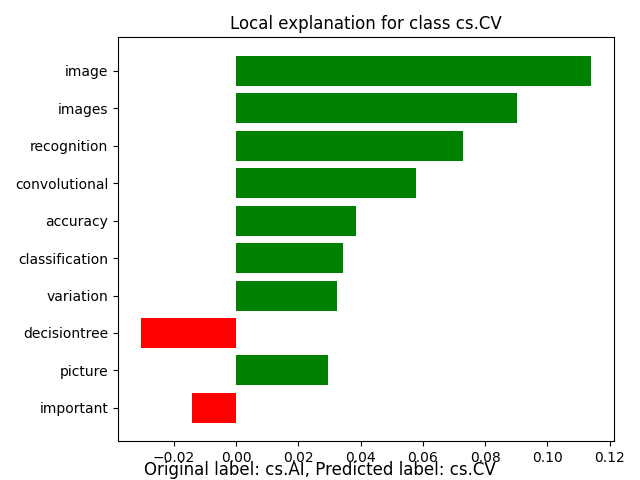 Local explanation for class cs.CV
image
images
recognition
convolutional
accuracy
classification
variation
decisiontree
picture
important
−0.02 0.00 0.02 0.04 0.06 0.08 0.10 0.12
Original label: cs.AI, Predicted label: cs.CV